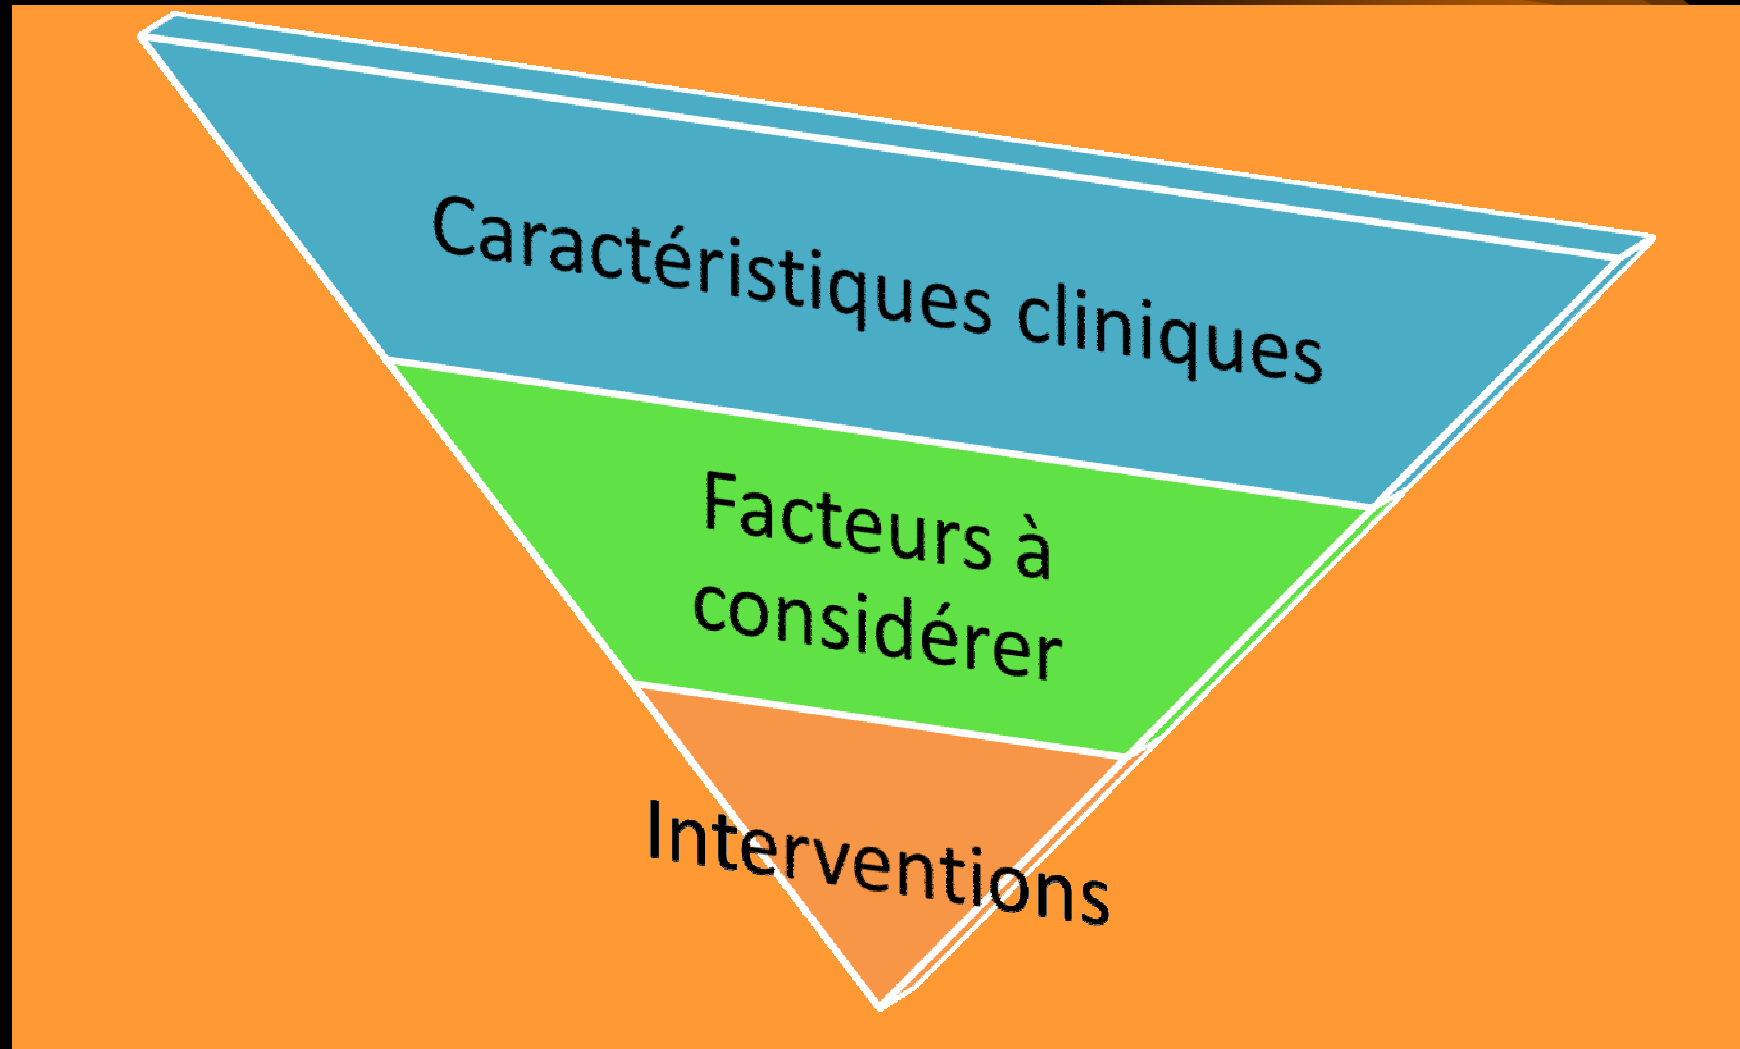 Caractéristiques cliniques
Facteurs à
considérer
Interventions